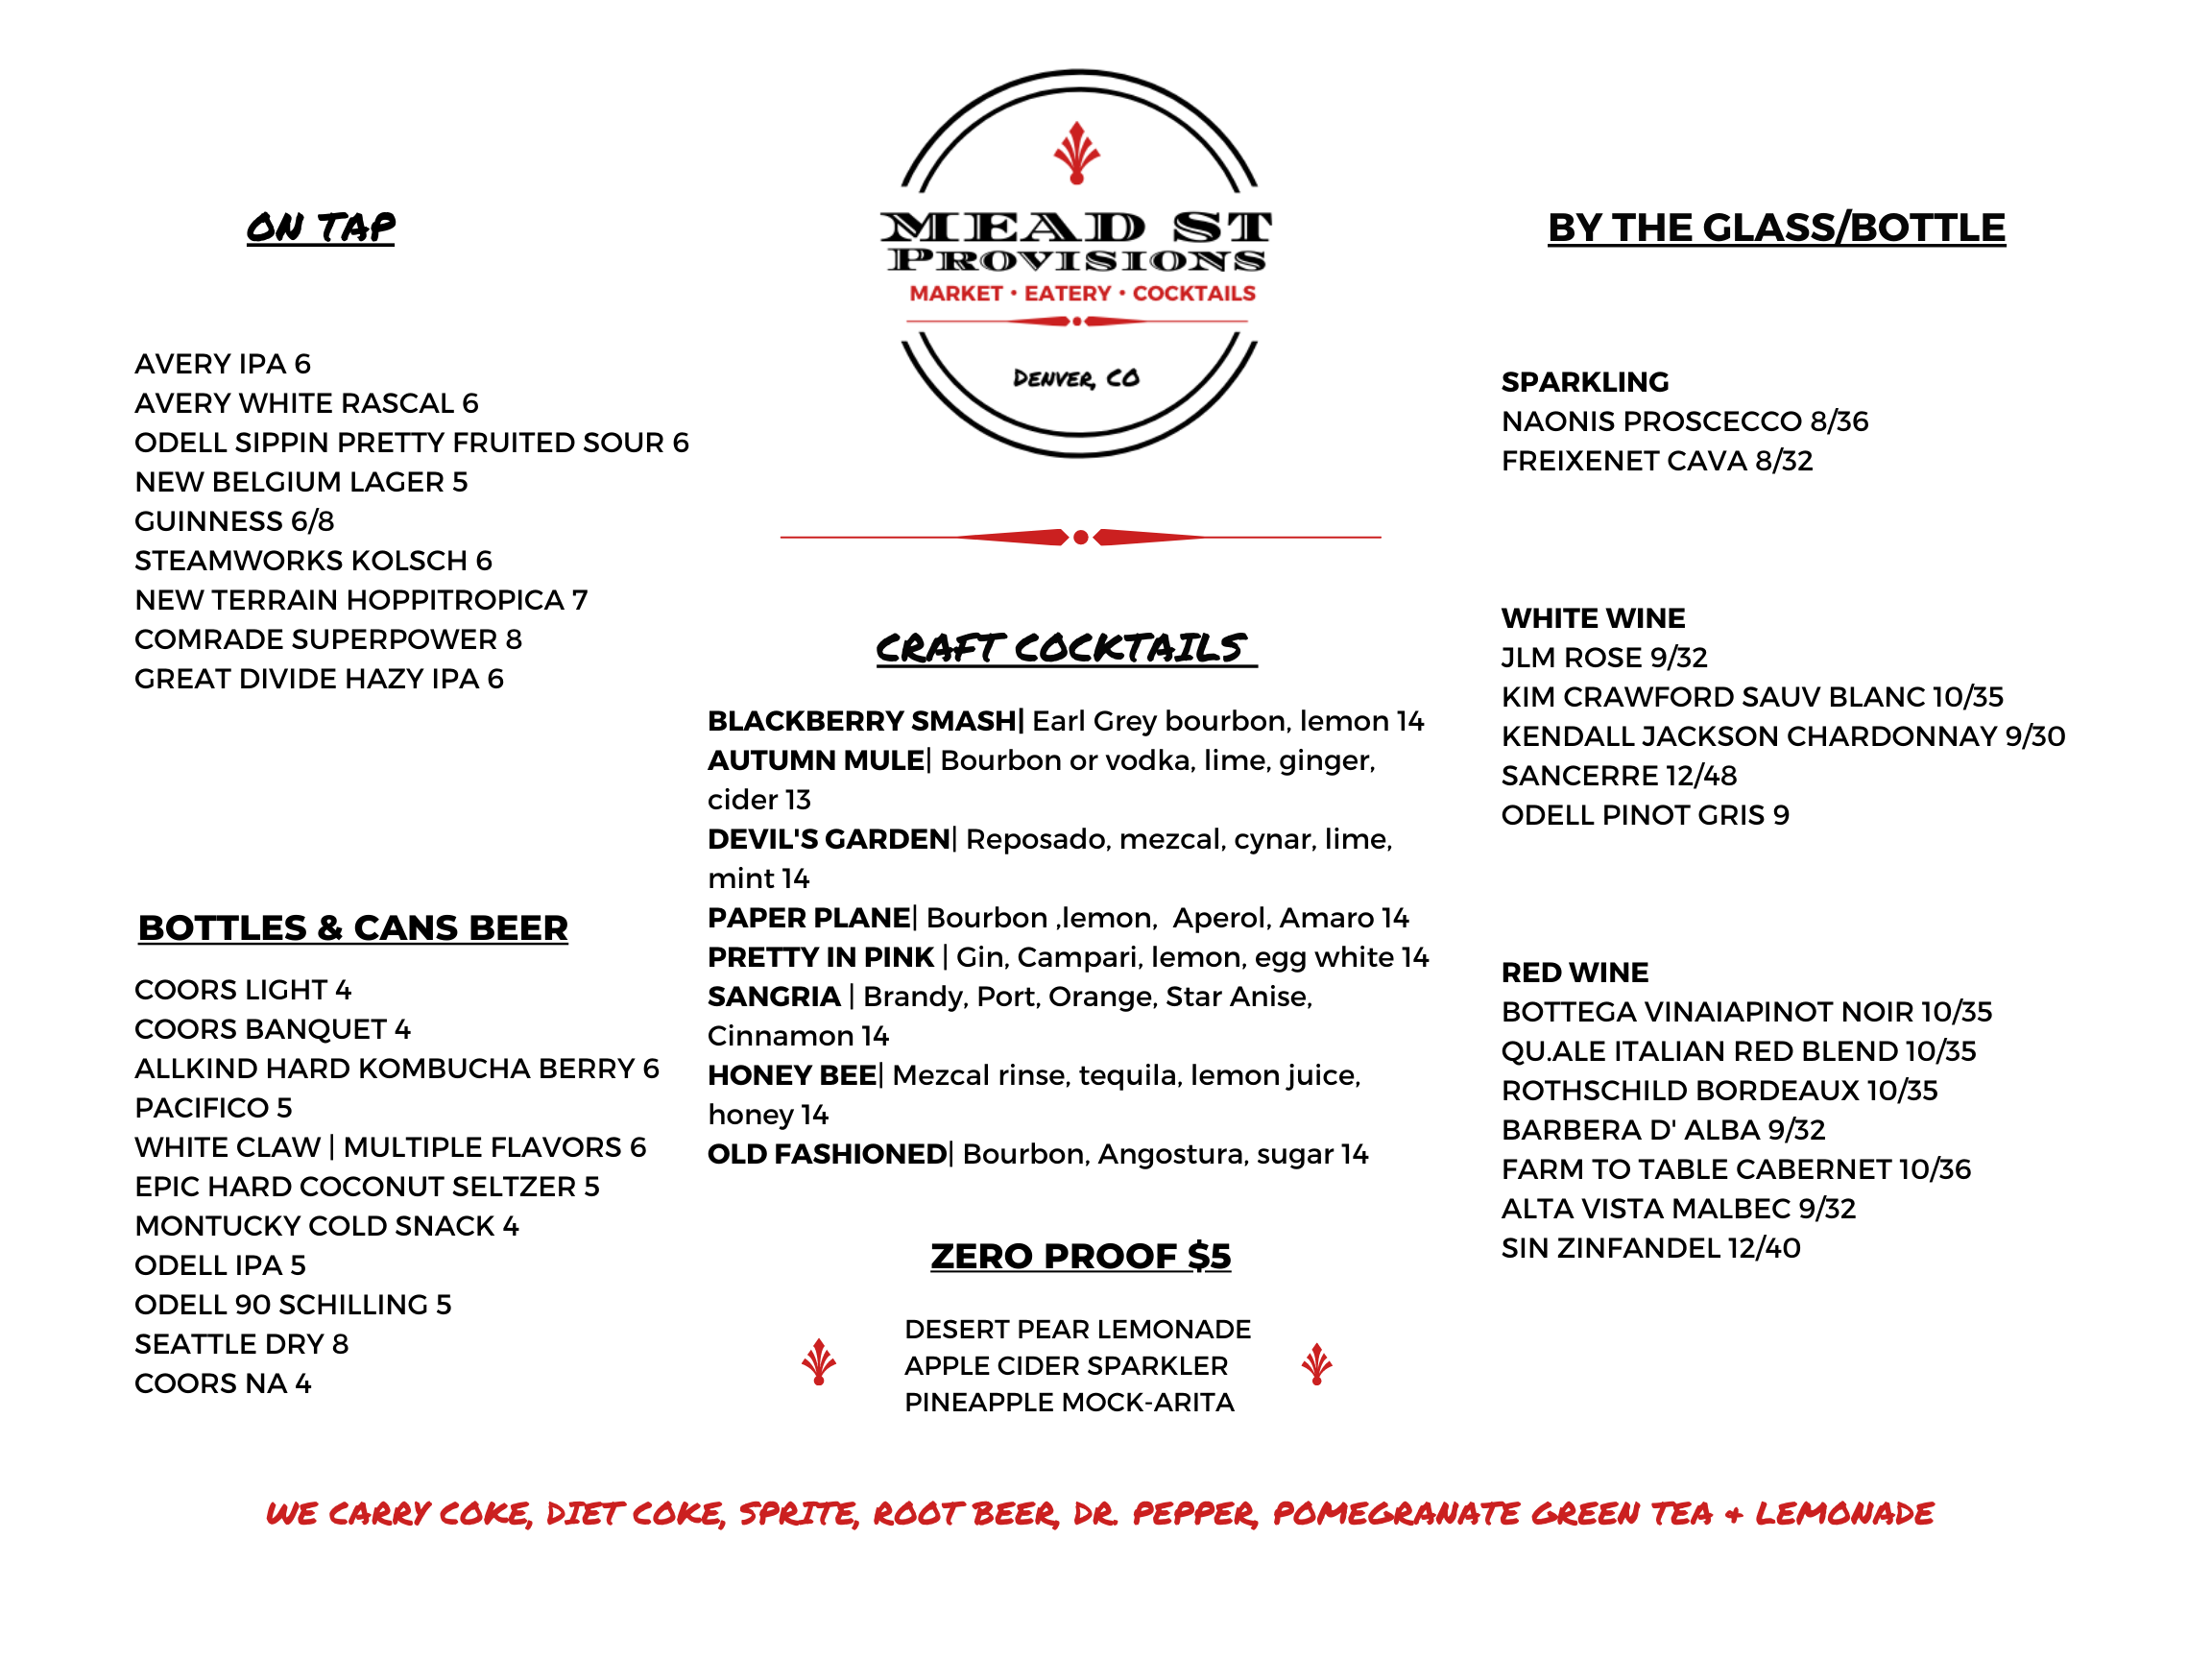 MEAD ST
PROVISIONS
MARKET • EATERY • COCKTAILS
DENVER, CO
ON TAP
AVERY IPA 6
AVERY WHITE RASCAL 6
ODELL SIPPIN PRETTY FRUITED SOUR 6
NEW BELGIUM LAGER 5
GUINNESS 6/8
STEAMWORKS KOLSCH 6
NEW TERRAIN HOPPITROPICA 7
COMRADE SUPERPOWER 8
GREAT DIVIDE HAZY IPA 6
BOTTLES & CANS BEER
COORS LIGHT 4
COORS BANQUET 4
ALLKIND HARD KOMBUCHA BERRY 6
PACIFICO 5
WHITE CLAW | MULTIPLE FLAVORS 6
EPIC HARD COCONUT SELTZER 5
MONTUCKY COLD SNACK 4
ODELL IPA 5
ODELL 90 SCHILLING 5
SEATTLE DRY 8
COORS NA 4
CRAFT COCKTAILS
BLACKBERRY SMASH| Earl Grey bourbon, lemon 14
AUTUMN MULE| Bourbon or vodka, lime, ginger,
cider 13
DEVIL'S GARDEN| Reposado, mezcal, cynar, lime,
mint 14
PAPER PLANE| Bourbon ,lemon,  Aperol, Amaro 14
PRETTY IN PINK | Gin, Campari, lemon, egg white 14
SANGRIA | Brandy, Port, Orange, Star Anise,
Cinnamon 14
HONEY BEE| Mezcal rinse, tequila, lemon juice,
honey 14
OLD FASHIONED| Bourbon, Angostura, sugar 14
ZERO PROOF $5
DESERT PEAR LEMONADE
APPLE CIDER SPARKLER
PINEAPPLE MOCK-ARITA
BY THE GLASS/BOTTLE
SPARKLING
NAONIS PROSCECCO 8/36
FREIXENET CAVA 8/32
WHITE WINE
JLM ROSE 9/32
KIM CRAWFORD SAUV BLANC 10/35
KENDALL JACKSON CHARDONNAY 9/30
SANCERRE 12/48
ODELL PINOT GRIS 9
RED WINE
BOTTEGA VINAIAPINOT NOIR 10/35
QU.ALE ITALIAN RED BLEND 10/35
ROTHSCHILD BORDEAUX 10/35
BARBERA D' ALBA 9/32
FARM TO TABLE CABERNET 10/36
ALTA VISTA MALBEC 9/32
SIN ZINFANDEL 12/40
WE CARRY COKE, DIET COKE, SPRITE, ROOT BEER, DR. PEPPER, POMEGRANATE GREEN TEA + LEMONADE